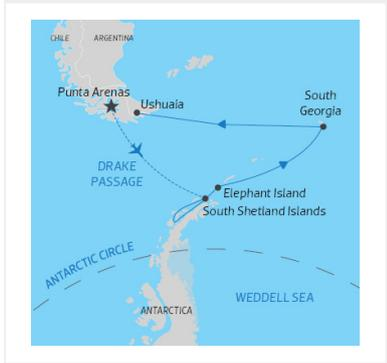 CHILE
ARGENTINA
Punta Arenas
Ushuaia
South
Georgia
DRAKE
PASSAGE
Elephant Island
South Shetland Islands
ANTARCTIC CIRCLE
WEDDELL SEA
ANTARCTICA